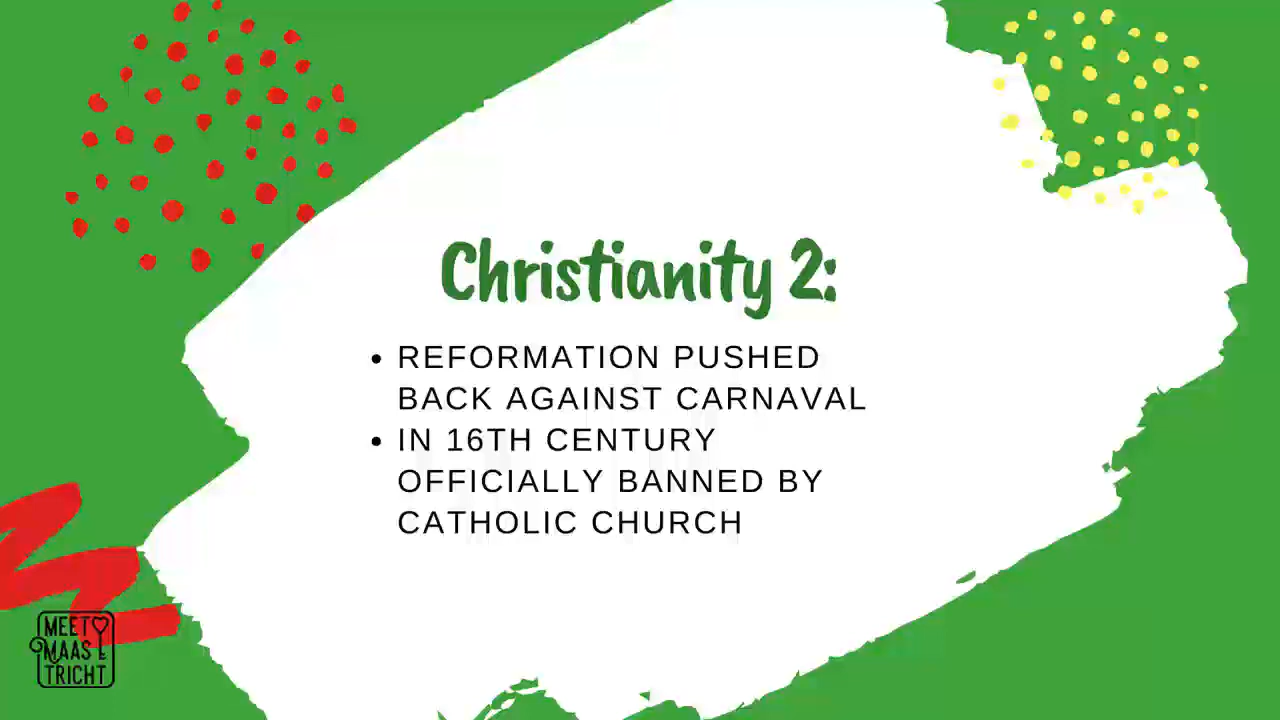 Christianity 2:
• REFORMATION PUSHED
BACK AGAINST CARNAVAL
• IN 16TH CENTURY
OFFICIALLY BANNED BY
CATHOLIC CHURCH
MEET
MAAS
TRICHT